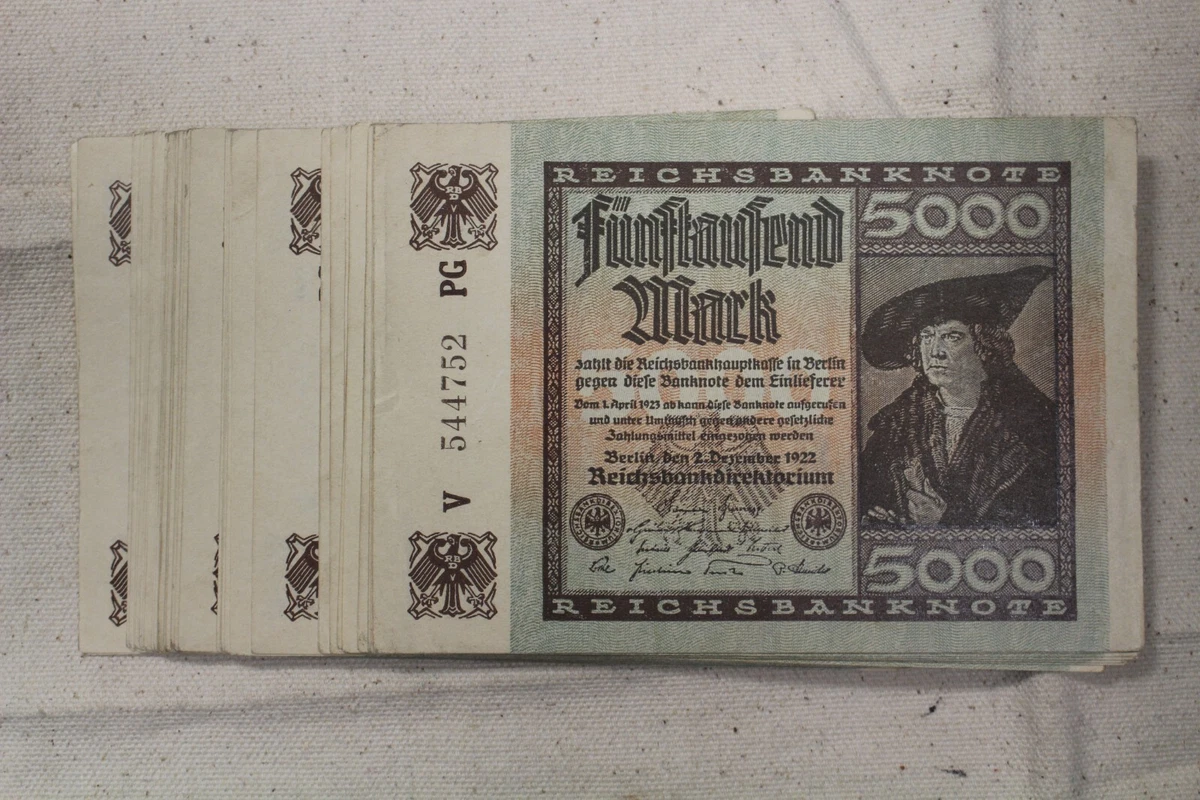 REICHSBANKNOTE
Fünftausend
Mark
zahlt die Reichsbankhauptkasse in Berlin
gegen diese Banknote dem Einlieferer
Vom 1. April 1923 ab kann diese Banknote aufgerufen
und unter Umtausch gegen andere gesetzliche
Zahlungsmittel eingezogen werden
Berlin, den 2. Dezember 1922
Reichsbankdirektorium
5000
5000
REICHSBANKNOTE
V 544752 PG
RBD
RBD